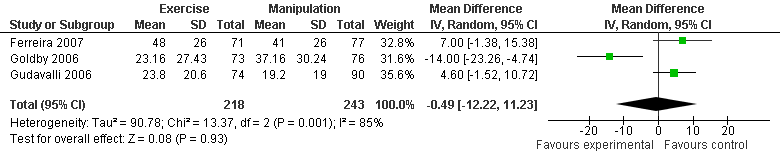 Exercise Manipulation Mean Difference Mean Difference
Study or Subgroup Mean SD Total Mean SD Total Weight IV, Random, 95% CI IV, Random, 95% CI
Ferreira 2007 48 26 71 41 26 77 32.8% 7.00 [-1.38, 15.38]
Goldby 2006 23.16 27.43 73 37.16 30.24 76 31.6% -14.00 [-23.26, -4.74]
Gudavalli 2006 23.8 20.6 74 19.2 19 90 35.6% 4.60 [-1.52, 10.72]
Total (95% CI) 218 243 100.0% -0.49 [-12.22, 11.23]
Heterogeneity: Tau² = 90.78; Chi² = 13.37, df = 2 (P = 0.001); I² = 85%
Test for overall effect: Z = 0.08 (P = 0.93)
-20 -10 0 10 20
Favours experimental Favours control